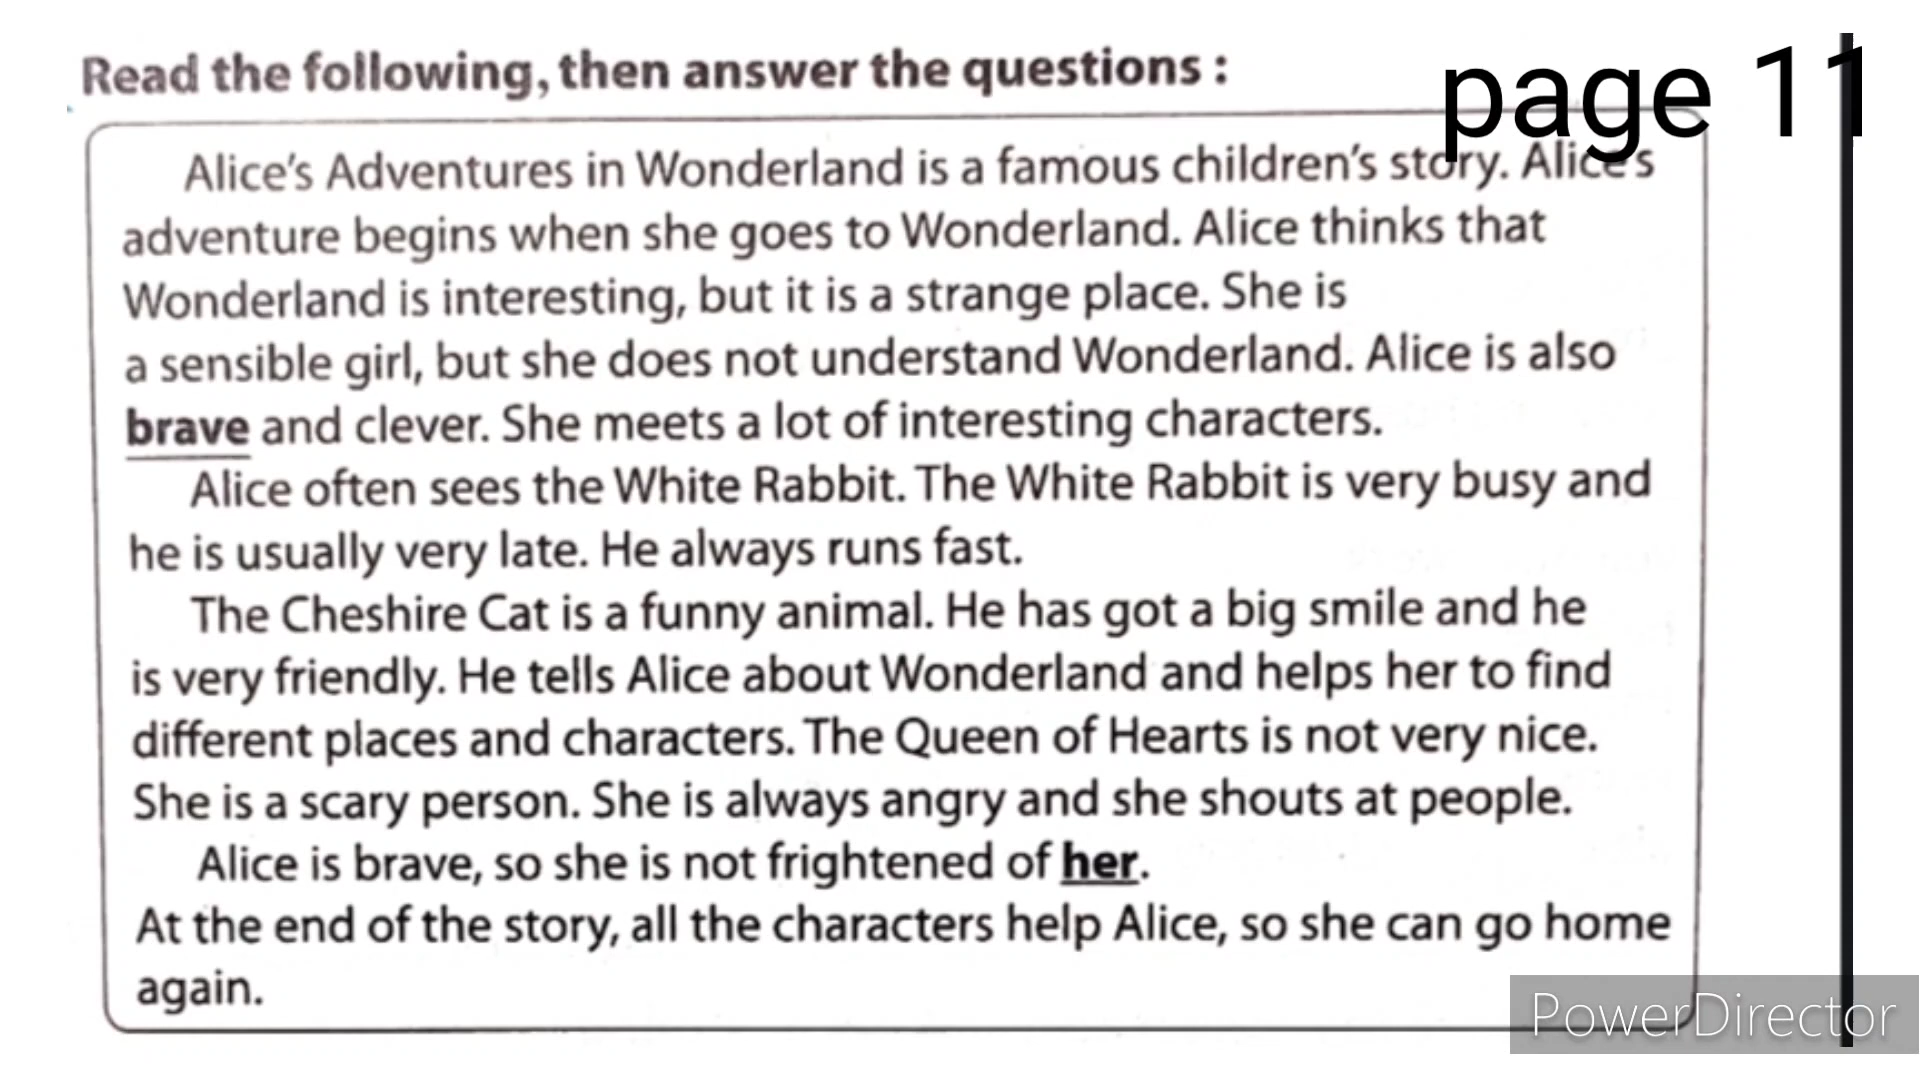 Read the following, then answer the questions :
page 11
Alice's Adventures in Wonderland is a famous children's story. Alice's
adventure begins when she goes to Wonderland. Alice thinks that
Wonderland is interesting, but it is a strange place. She is
a sensible girl, but she does not understand Wonderland. Alice is also
brave and clever. She meets a lot of interesting characters.
Alice often sees the White Rabbit. The White Rabbit is very busy and
he is usually very late. He always runs fast.
The Cheshire Cat is a funny animal. He has got a big smile and he
is very friendly. He tells Alice about Wonderland and helps her to find
different places and characters. The Queen of Hearts is not very nice.
She is a scary person. She is always angry and she shouts at people.
Alice is brave, so she is not frightened of her.
At the end of the story, all the characters help Alice, so she can go home
again.
PowerDirector